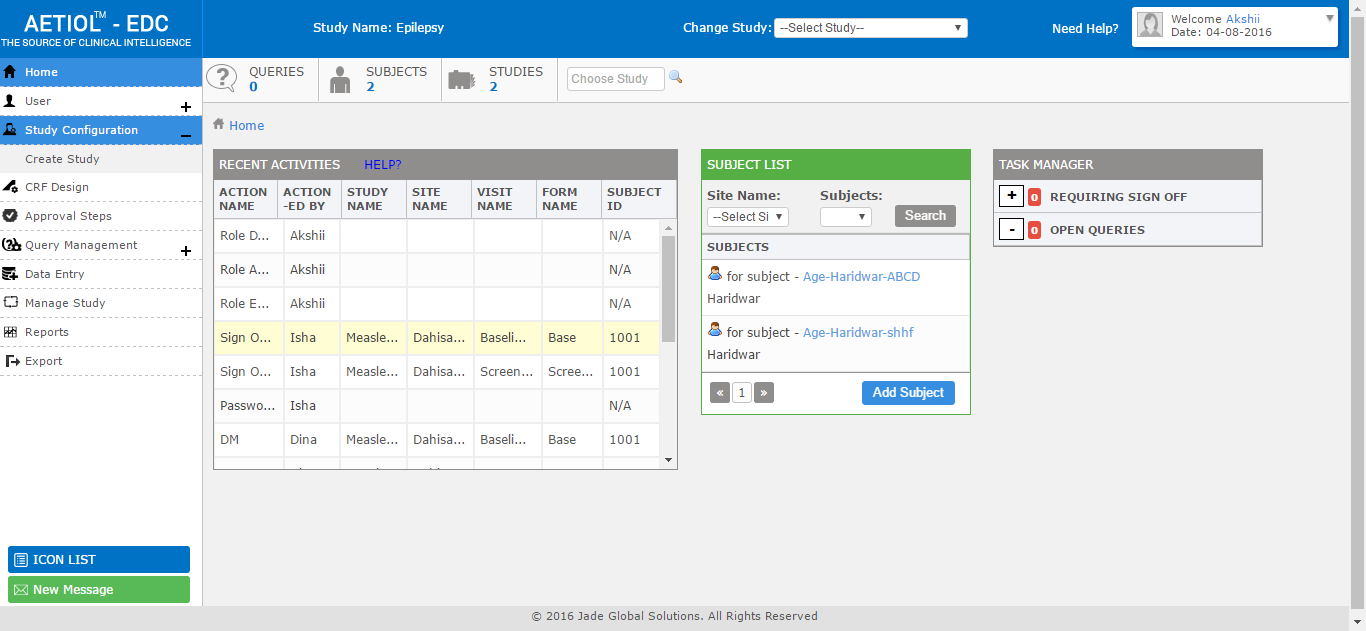 AETIOL™ - EDC
THE SOURCE OF CLINICAL INTELLIGENCE
Study Name: Epilepsy
Change Study: --Select Study--
Need Help?
Welcome Akshii
Date: 04-08-2016
Home
User
Study Configuration
Create Study
CRF Design
Approval Steps
Query Management
Data Entry
Manage Study
Reports
Export
ICON LIST
New Message
QUERIES
0
SUBJECTS
2
STUDIES
2
Choose Study
Home
RECENT ACTIVITIES HELP?
ACTION NAME ACTION -ED BY STUDY NAME SITE NAME VISIT NAME FORM NAME SUBJECT ID
Role D... Akshii N/A
Role A... Akshii N/A
Role E... Akshii N/A
Sign O... Isha Measle... Dahisa... Baseli... Base 1001
Sign O... Isha Measle... Dahisa... Screen... Scree... 1001
Passwo... Isha N/A
DM Dina Measle... Dahisa... Baseli... Base 1001
SUBJECT LIST
Site Name: Subjects:
--Select Si Search
SUBJECTS
for subject - Age-Haridwar-ABCD
Haridwar
for subject - Age-Haridwar-shhf
Haridwar
« 1 » Add Subject
TASK MANAGER
+ 0 REQUIRING SIGN OFF
- 0 OPEN QUERIES
© 2016 Jade Global Solutions. All Rights Reserved